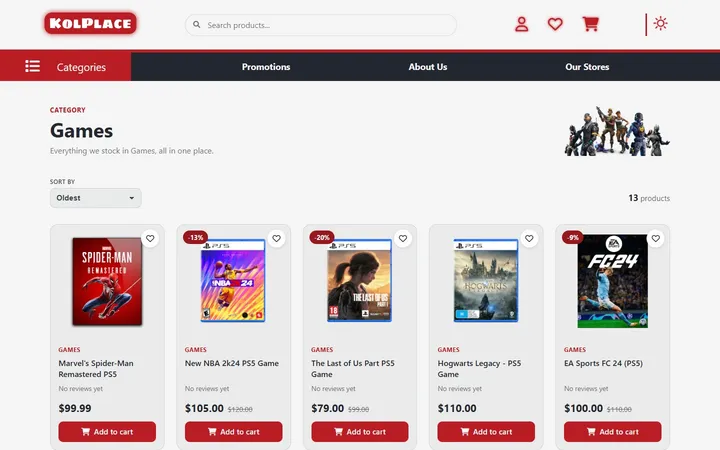 KOLPLACE
Search products...
Categories
Promotions
About Us
Our Stores
CATEGORY
Games
Everything we stock in Games, all in one place.
SORT BY
Oldest
13 products
MARVEL
SPIDER-MAN
REMASTERED
GAMES
Marvel's Spider-Man
Remastered PS5
No reviews yet
$99.99
Add to cart
-13%
PS5
NBA 24
GAMES
New NBA 2k24 PS5 Game
No reviews yet
$105.00 $120.00
Add to cart
-20%
PS5
THE LAST OF US
PART I
18
GAMES
The Last of Us Part PS5
Game
No reviews yet
$79.00 $99.00
Add to cart
PS5
HOGWARTS
GAMES
Hogwarts Legacy - PS5
Game
No reviews yet
$110.00
Add to cart
-9%
EA
SPORTS
FC24
GAMES
EA Sports FC 24 (PS5)
No reviews yet
$100.00 $110.00
Add to cart